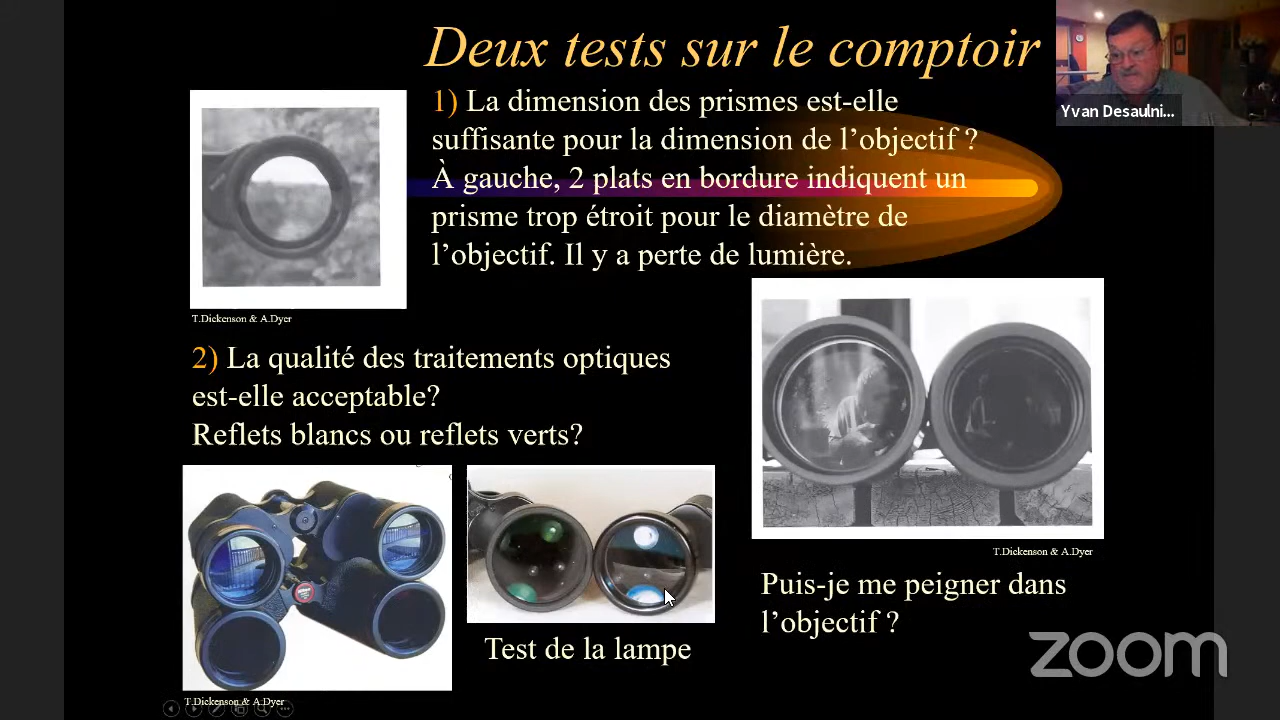 Deux tests sur le comptoir
Yvan Desaulni...
1) La dimension des prismes est-elle
suffisante pour la dimension de l’objectif ?
À gauche, 2 plats en bordure indiquent un
prisme trop étroit pour le diamètre de
l’objectif. Il y a perte de lumière.
T.Dickenson & A.Dyer
2) La qualité des traitements optiques
est-elle acceptable?
Reflets blancs ou reflets verts?
T.Dickenson & A.Dyer
Puis-je me peigner dans
l’objectif ?
Test de la lampe
T.Dickenson & A.Dyer
zoom